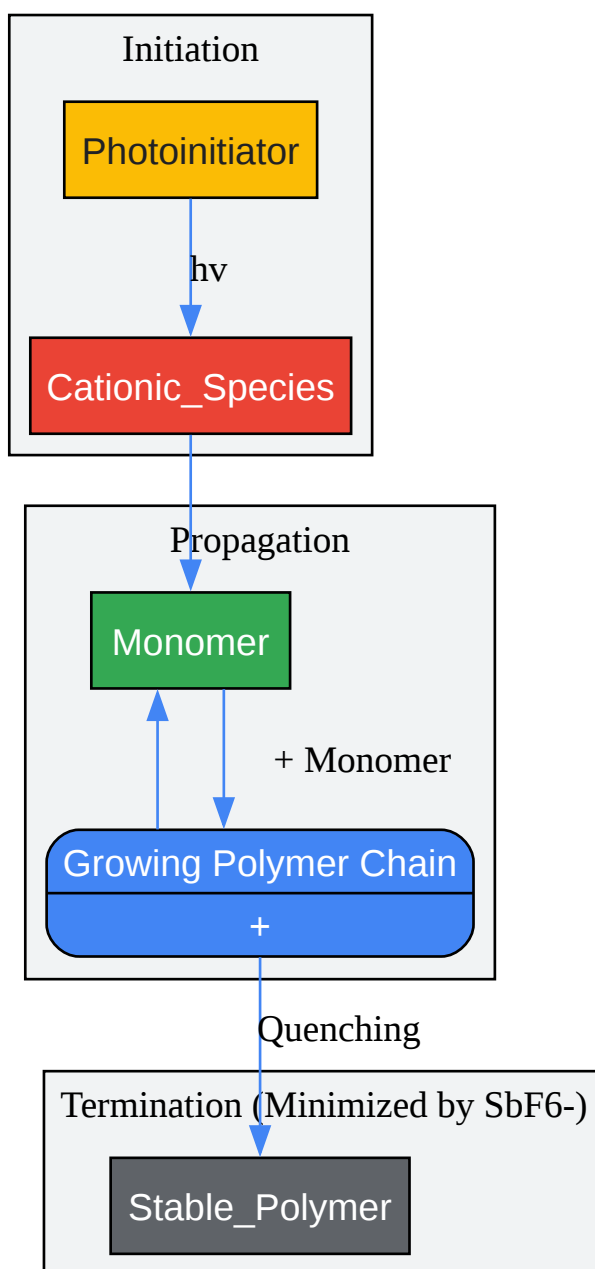 Initiation
Photoinitiator
hv
Cationic_Species
Propagation
Monomer
+ Monomer
Growing Polymer Chain
+
Quenching
Termination (Minimized by SbF6-)
Stable_Polymer